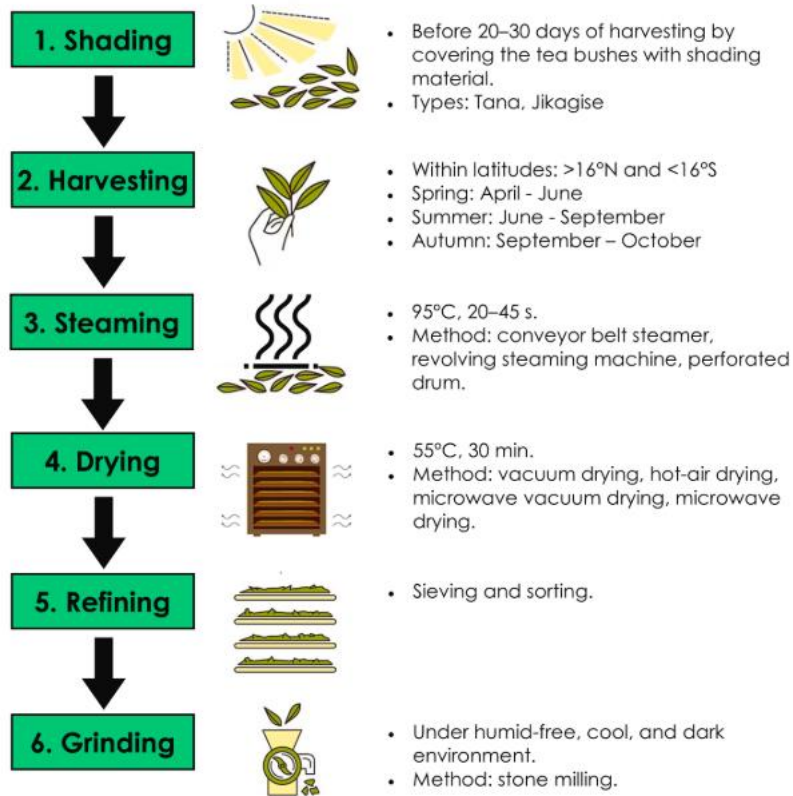 1. Shading
• Before 20–30 days of harvesting by
covering the tea bushes with shading
material.
• Types: Tana, Jikagise
2. Harvesting
• Within latitudes: >16°N and <16°S
• Spring: April - June
• Summer: June - September
• Autumn: September – October
3. Steaming
• 95°C, 20–45 s.
• Method: conveyor belt steamer,
revolving steaming machine, perforated
drum.
4. Drying
• 55°C, 30 min.
• Method: vacuum drying, hot-air drying,
microwave vacuum drying, microwave
drying.
5. Refining
• Sieving and sorting.
6. Grinding
• Under humid-free, cool, and dark
environment.
• Method: stone milling.